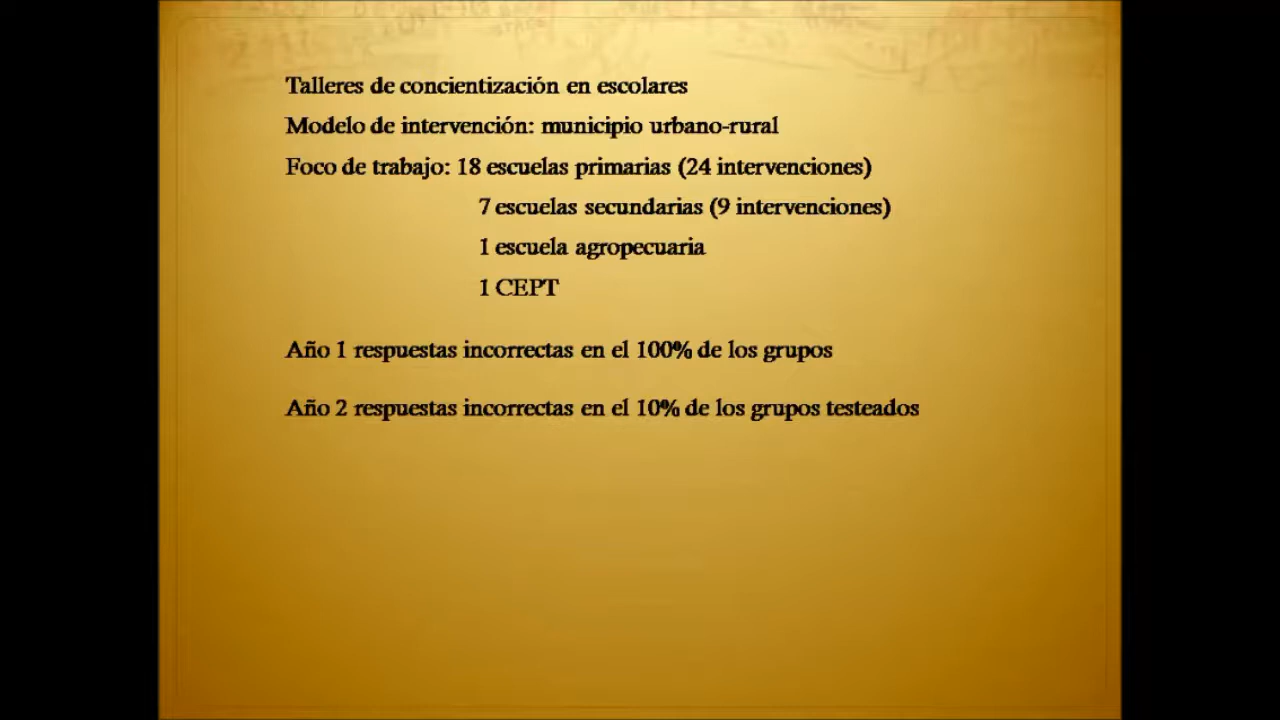 Talleres de concientización en escolares
Modelo de intervención: municipio urbano-rural
Foco de trabajo: 18 escuelas primarias (24 intervenciones)
7 escuelas secundarias (9 intervenciones)
1 escuela agropecuaria
1 CEPT
Año 1 respuestas incorrectas en el 100% de los grupos
Año 2 respuestas incorrectas en el 10% de los grupos testeados